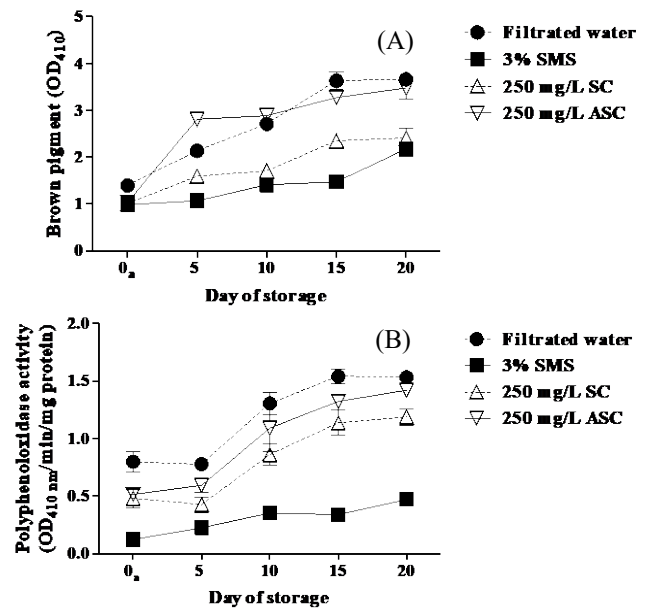 (A)
Brown pigment (OD410)
5
4
3
2
1
0
0a 5 10 15 20
Day of storage
Filtrated water
3% SMS
250 mg/L SC
250 mg/L ASC
(B)
Polyphenoloxidase activity
(OD410 nm/min/mg protein)
2.0
1.5
1.0
0.5
0.0
0a 5 10 15 20
Day of storage
Filtrated water
3% SMS
250 mg/L SC
250 mg/L ASC